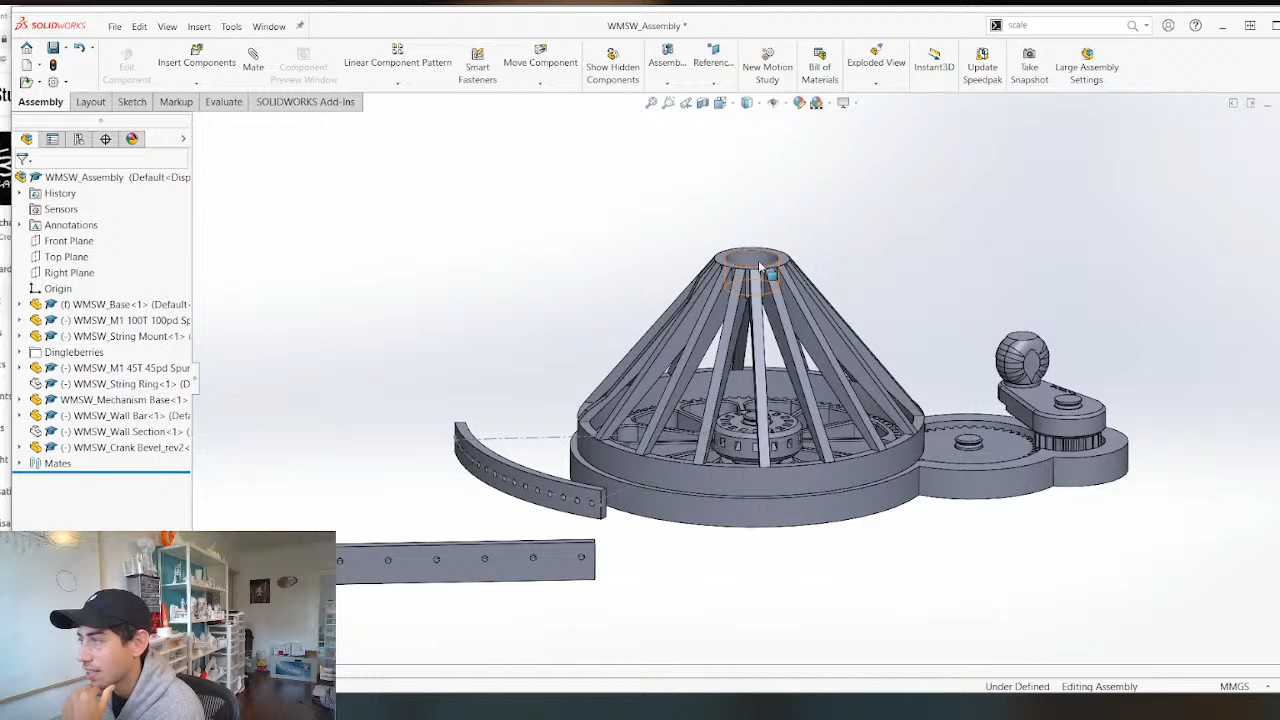 SOLIDWORKS File Edit View Insert Tools Window WMSW_Assembly * scale
Edit Component Insert Components Mate Component Preview Window Linear Component Pattern Smart Fasteners Move Component Show Hidden Components Assemb... Referenc... New Motion Study Bill of Materials Exploded View Instant3D Update Speedpak Take Snapshot Large Assembly Settings
Assembly Layout Sketch Markup Evaluate SOLIDWORKS Add-Ins
WMSW_Assembly (Default<Disp
History
Sensors
Annotations
Front Plane
Top Plane
Right Plane
Origin
(f) WMSW_Base<1> (Default
(-) WMSW_M1 100T 100pd Sp
(-) WMSW_String Mount<1> (
Dingleberries
(-) WMSW_M1 45T 45pd Spur
(-) WMSW_String Ring<1> (D
WMSW_Mechanism Base<1>
(-) WMSW_Wall Bar<1> (Defa
(-) WMSW_Wall Section<1> (
(-) WMSW_Crank Bevel_rev2<
Mates
Under Defined Editing Assembly MMGS